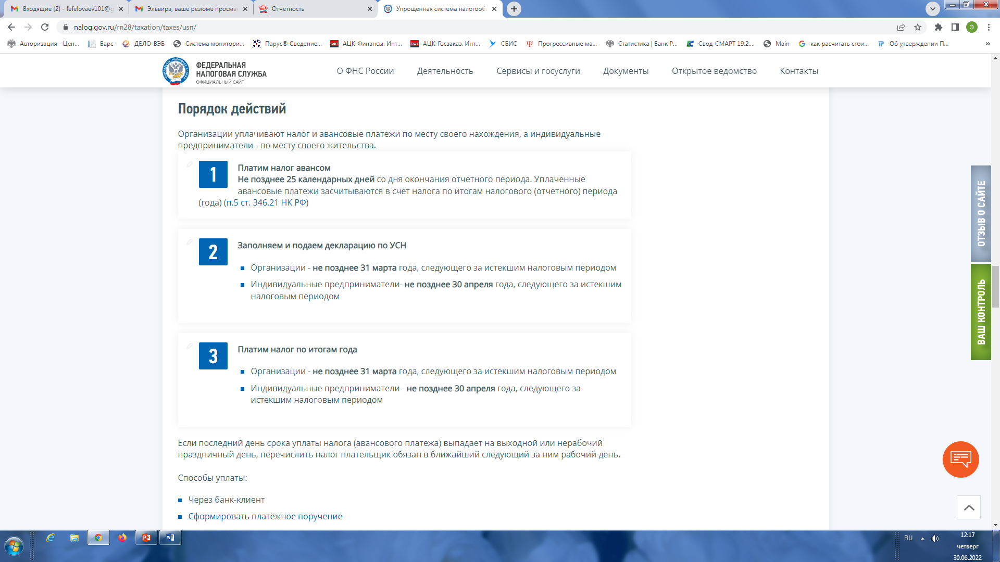 Входящие (2) - fefelovaev101@g
Эльвира, ваше резюме просмат
Отчетность
Упрощенная система налогообл
nalog.gov.ru/rn28/taxation/taxes/usn/
Э
Авторизация - Цен...
Барс
ДЕЛО-ВЭБ
Система монитори...
Парус® Сведение...
БФТ
АЦК-Финансы. Инт...
БФТ
АЦК-Госзаказ. Инт...
СБИС
Прогрессивные ма...
Статистика | Банк Р...
Свод-СМАРТ 19.2....
Main
как расчитать стои...
Об утверждении П...
»
ФЕДЕРАЛЬНАЯ
НАЛОГОВАЯ СЛУЖБА
ОФИЦИАЛЬНЫЙ САЙТ
О ФНС России
Деятельность
Сервисы и госуслуги
Документы
Открытое ведомство
Контакты
Порядок действий
Организации уплачивают налог и авансовые платежи по месту своего нахождения, а индивидуальные
предприниматели - по месту своего жительства.
1
Платим налог авансом
Не позднее 25 календарных дней со дня окончания отчетного периода. Уплаченные
авансовые платежи засчитываются в счет налога по итогам налогового (отчетного) периода
(года) (п.5 ст. 346.21 НК РФ)
2
Заполняем и подаем декларацию по УСН
Организации - не позднее 31 марта года, следующего за истекшим налоговым периодом
Индивидуальные предприниматели- не позднее 30 апреля года, следующего за истекшим
налоговым периодом
3
Платим налог по итогам года
Организации - не позднее 31 марта года, следующего за истекшим налоговым периодом
Индивидуальные предприниматели - не позднее 30 апреля года, следующего за
истекшим налоговым периодом
Если последний день срока уплаты налога (авансового платежа) выпадает на выходной или нерабочий
праздничный день, перечислить налог плательщик обязан в ближайший следующий за ним рабочий день.
Способы уплаты:
Через банк-клиент
Сформировать платёжное поручение
ОТЗЫВ О САЙТЕ
ВАШ КОНТРОЛЬ
RU
12:17
четверг
30.06.2022